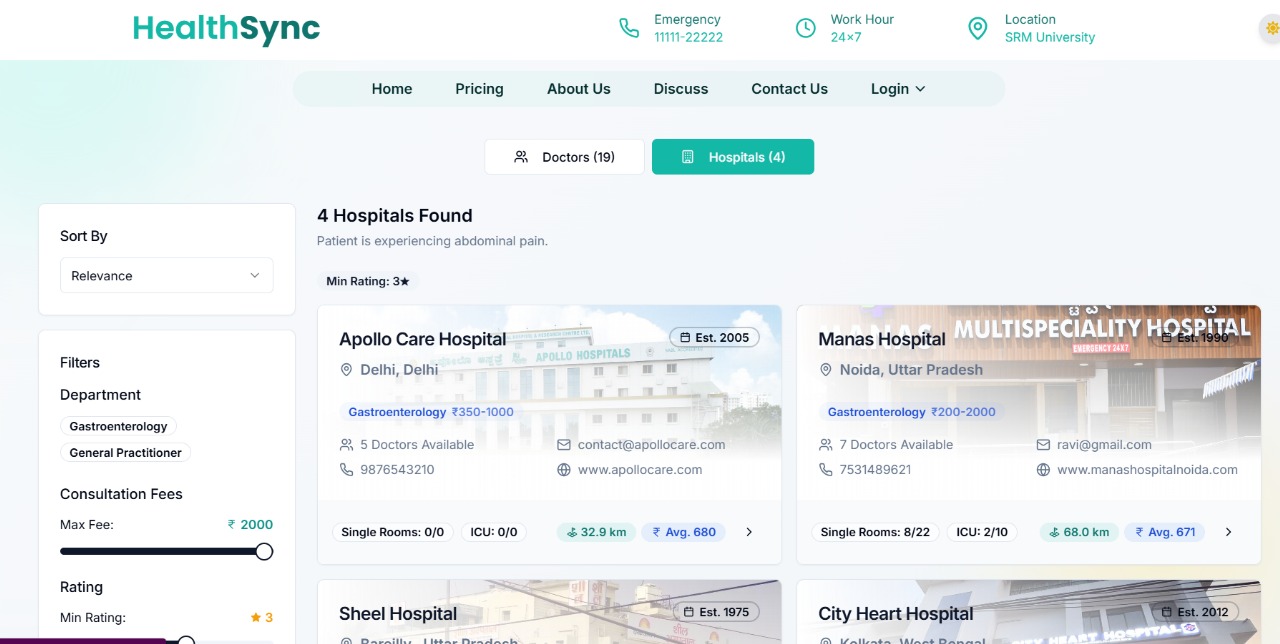 HealthSync
Emergency
11111-22222
Work Hour
24×7
Location
SRM University
Home
Pricing
About Us
Discuss
Contact Us
Login
Doctors (19)
Hospitals (4)
Sort By
Relevance
Filters
Department
Gastroenterology
General Practitioner
Consultation Fees
Max Fee: ₹ 2000
Rating
Min Rating: ★ 3
4 Hospitals Found
Patient is experiencing abdominal pain.
Min Rating: 3★
Apollo Care Hospital
Est. 2005
APOLLO HOSPITALS
Delhi, Delhi
Gastroenterology ₹350-1000
5 Doctors Available
contact@apollocare.com
9876543210
www.apollocare.com
Single Rooms: 0/0
ICU: 0/0
32.9 km
₹ Avg. 680
MANAS MULTISPECIALITY HOSPITAL
EMERGENCY 24X7
Manas Hospital
Est. 1990
Noida, Uttar Pradesh
Gastroenterology ₹200-2000
7 Doctors Available
ravi@gmail.com
7531489621
www.manashospitalnoida.com
Single Rooms: 8/22
ICU: 2/10
68.0 km
₹ Avg. 671
Sheel Hospital
Est. 1975
Bareilly, Uttar Pradesh
City Heart Hospital
Est. 2012
Kolkata, West Bengal
CITY HEART HOSPITAL